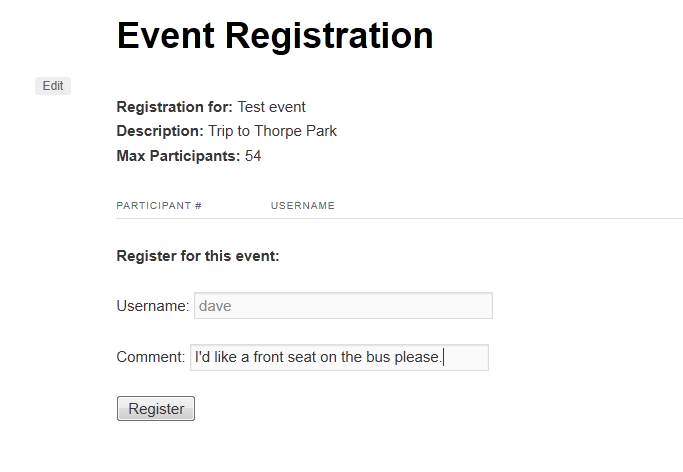 Event Registration
Edit
Registration for: Test event
Description: Trip to Thorpe Park
Max Participants: 54
PARTICIPANT # USERNAME
Register for this event:
Username: dave
Comment: I'd like a front seat on the bus please.
Register